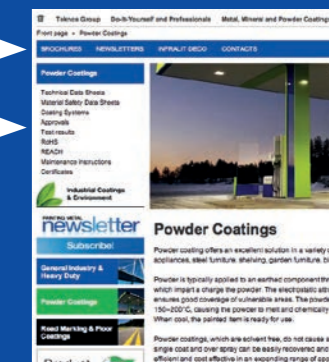 Teknos Group Do-It-Yourself and Professionals Metal, Mineral and Powder Coating
Front page » Powder Coatings
BROCHURES NEWSLETTERS INFRALIT DECO CONTACTS
Powder Coatings
Technical Data Sheets
Material Safety Data Sheets
Coating Systems
Approvals
Test results
RoHS
REACH
Maintenance Instructions
Certificates
Industrial Coatings
& Environment
PAINTING METAL
newsletter
Subscribe!
General Industry &
Heavy Duty
Powder Coatings
Road Marking & Floor
Coatings
Powder Coatings
Powder coating offers an excellent solution in a variety
appliances, steel furniture, shelving, garden furniture,
Powder is typically applied to an earthed component
which impart a charge the powder. The electrostatic
ensures good coverage of vulnerable areas. The
150–200°C, causing the powder to melt and chemically
When cool, the painted item is ready for use.
Powder coatings, which are solvent free, do not cause
single coat and over spray can be easily recovered and
efficient and cost effective in an expanding range of